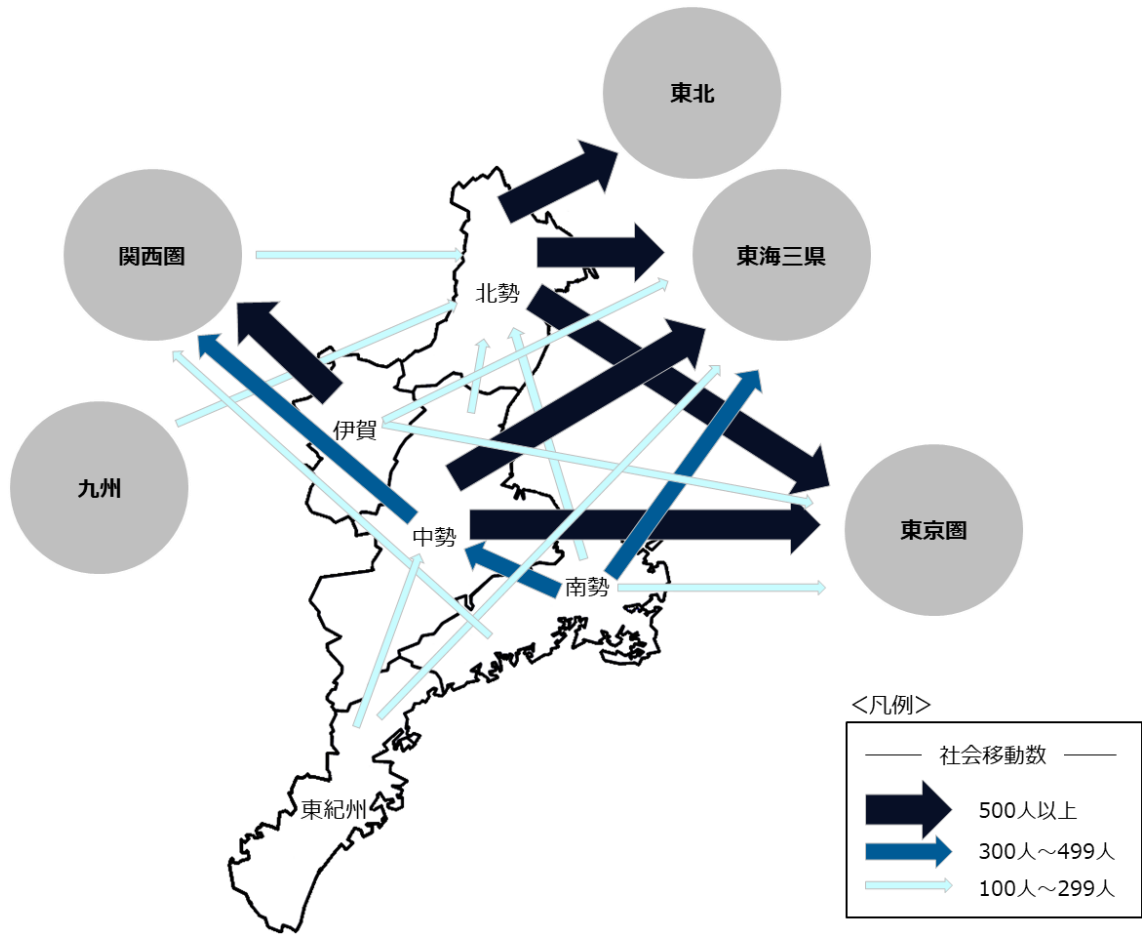 東北
関西圏
東海三県
北勢
伊賀
九州
中勢
東京圏
南勢
東紀州
＜凡例＞
社会移動数
500人以上
300人～499人
100人～299人